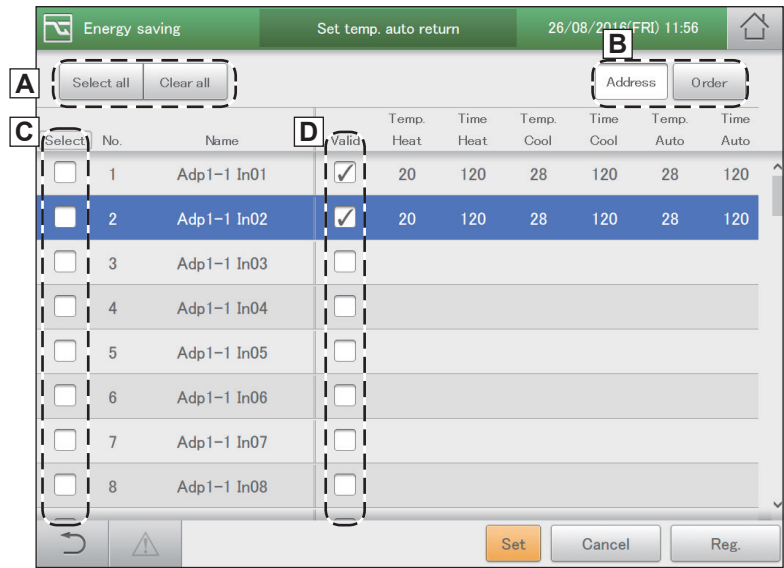 Energy saving Set temp. auto return 26/08/2016(FRI) 11:56
B
A Select all Clear all Address Order
Temp. Time Temp. Time Temp. Time
C Select No. Name D Valid Heat Heat Cool Cool Auto Auto
1 Adp1-1 In01 20 120 28 120 28 120
2 Adp1-1 In02 20 120 28 120 28 120
3 Adp1-1 In03
4 Adp1-1 In04
5 Adp1-1 In05
6 Adp1-1 In06
7 Adp1-1 In07
8 Adp1-1 In08
Set Cancel Reg.